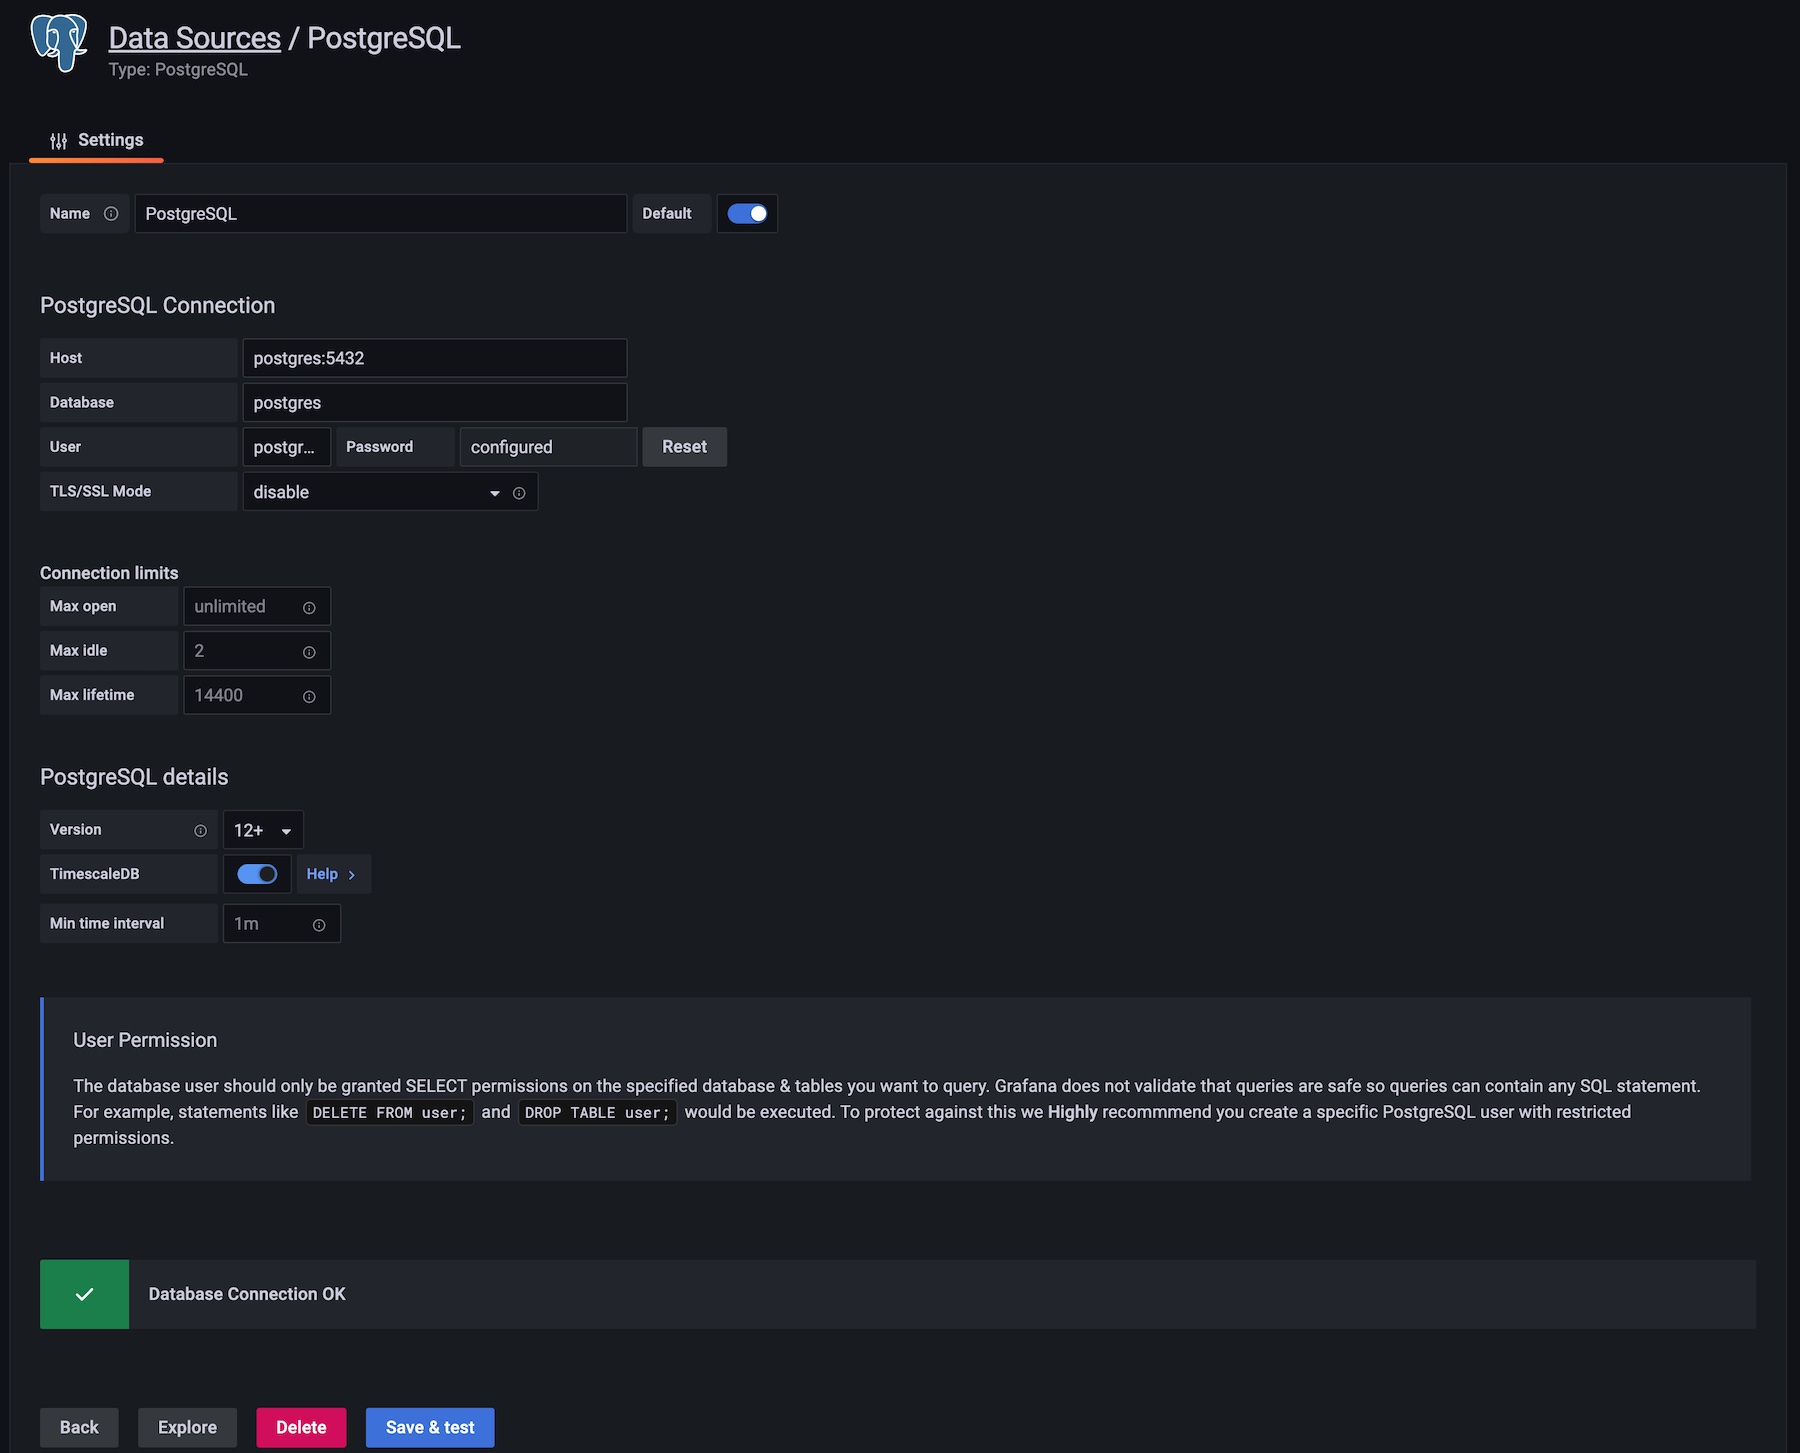 Data Sources / PostgreSQL
Type: PostgreSQL
Settings
Name PostgreSQL Default
PostgreSQL Connection
Host postgres:5432
Database postgres
User postgr... Password configured Reset
TLS/SSL Mode disable
Connection limits
Max open unlimited
Max idle 2
Max lifetime 14400
PostgreSQL details
Version 12+
TimescaleDB Help >
Min time interval 1m
User Permission
The database user should only be granted SELECT permissions on the specified database & tables you want to query. Grafana does not validate that queries are safe so queries can contain any SQL statement.
For example, statements like DELETE FROM user; and DROP TABLE user; would be executed. To protect against this we Highly recommmend you create a specific PostgreSQL user with restricted
permissions.
Database Connection OK
Back Explore Delete Save & test